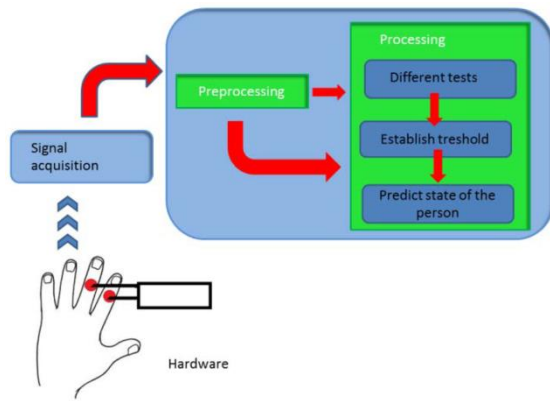 Processing
Different tests
Preprocessing
Signal
acquisition
Establish treshold
Predict state of the
person
Hardware